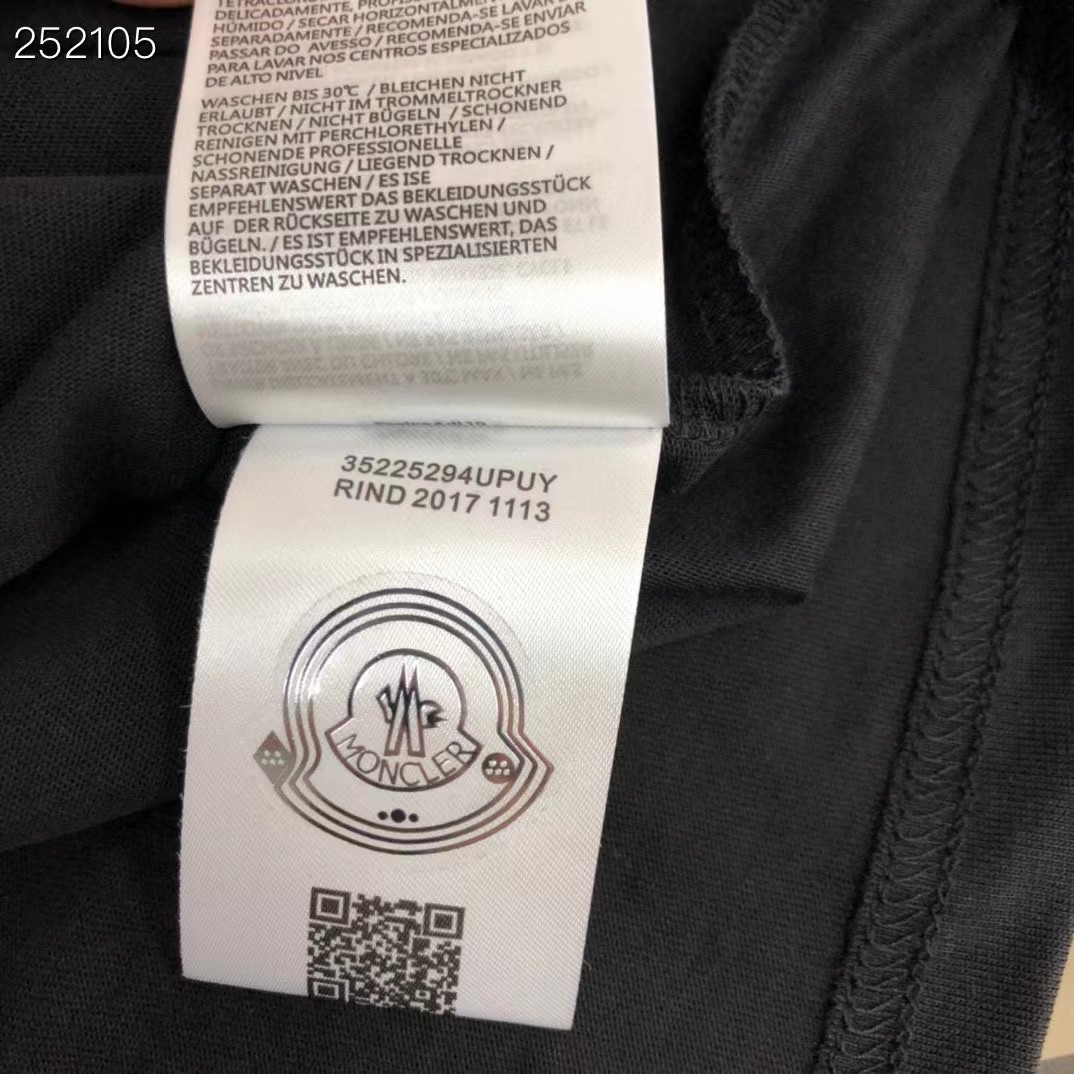 252105
DELICADAMENTE,
HÚMIDO / SECAR HORIZONTALMENTE
SEPARADAMENTE / RECOMENDA-SE LAVAR E
PASSAR DO AVESSO / RECOMENDA-SE ENVIAR
PARA LAVAR NOS CENTROS ESPECIALIZADOS
DE ALTO NIVEL
WASCHEN BIS 30℃ / BLEICHEN NICHT
ERLAUBT / NICHT IM TROMMELTROCKNER
TROCKNEN / NICHT BÜGELN / SCHONEND
REINIGEN MIT PERCHLORETHYLEN /
SCHONENDE PROFESSIONELLE
NASSREINIGUNG / LIEGEND TROCKNEN /
SEPARAT WASCHEN / ES ISE
EMPFEHLENSWERT DAS BEKLEIDUNGSSTÜCK
AUF DER RÜCKSEITE ZU WASCHEN UND
BÜGELN. / ES IST EMPFEHLENSWERT, DAS
BEKLEIDUNGSSTÜCK IN SPEZIALISIERTEN
ZENTREN ZU WASCHEN.
35225294UPUY
RIND 2017 1113
MONCLER